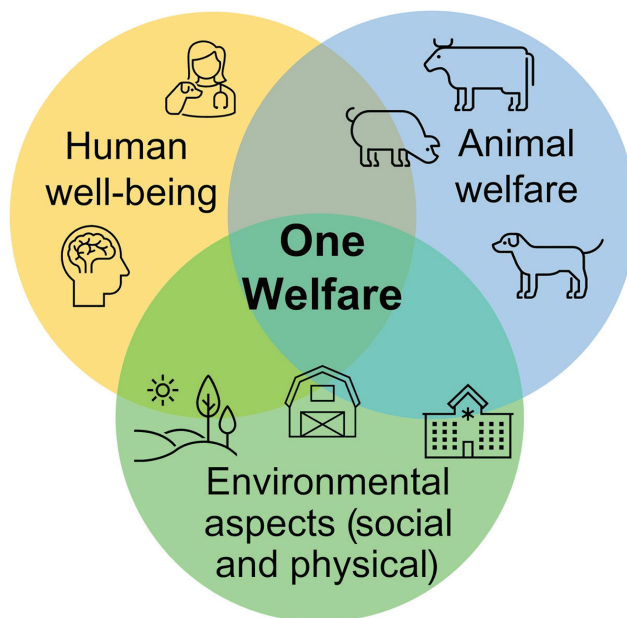 Human
well-being
Animal
welfare
One
Welfare
Environmental
aspects (social
and physical)